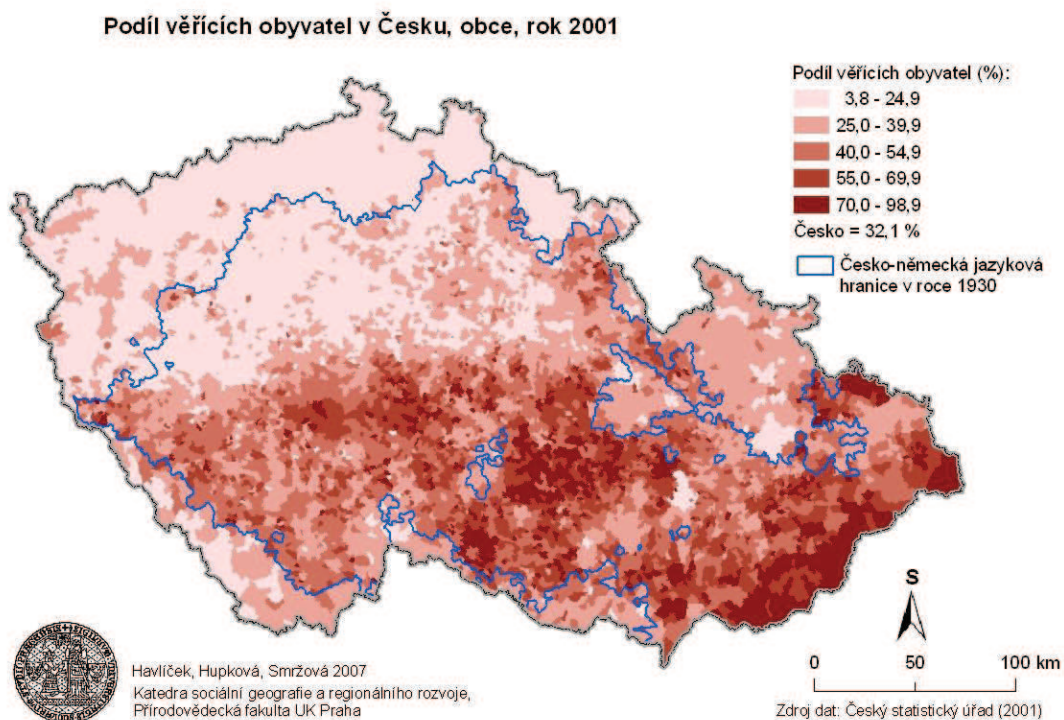 Podíl věřících obyvatel v Česku, obce, rok 2001
Podíl věřících obyvatel (%):
3,8 - 24,9
25,0 - 39,9
40,0 - 54,9
55,0 - 69,9
70,0 - 98,9
Česko = 32,1 %
Česko-německá jazyková
hranice v roce 1930
S
0 50 100 km
Havlíček, Hupková, Smržová 2007
Katedra sociální geografie a regionálního rozvoje,
Přírodovědecká fakulta UK Praha
Zdroj dat: Český statistický úřad (2001)